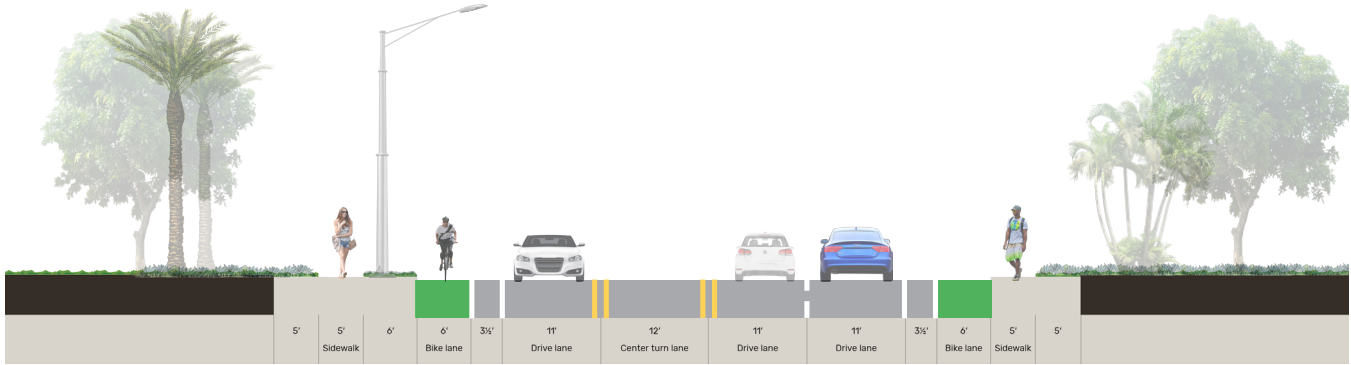 5' 5' 6' 6' 3½' 11' 12' 11' 11' 3½' 6' 5' 5'
Sidewalk Bike lane Drive lane Center turn lane Drive lane Drive lane Bike lane Sidewalk